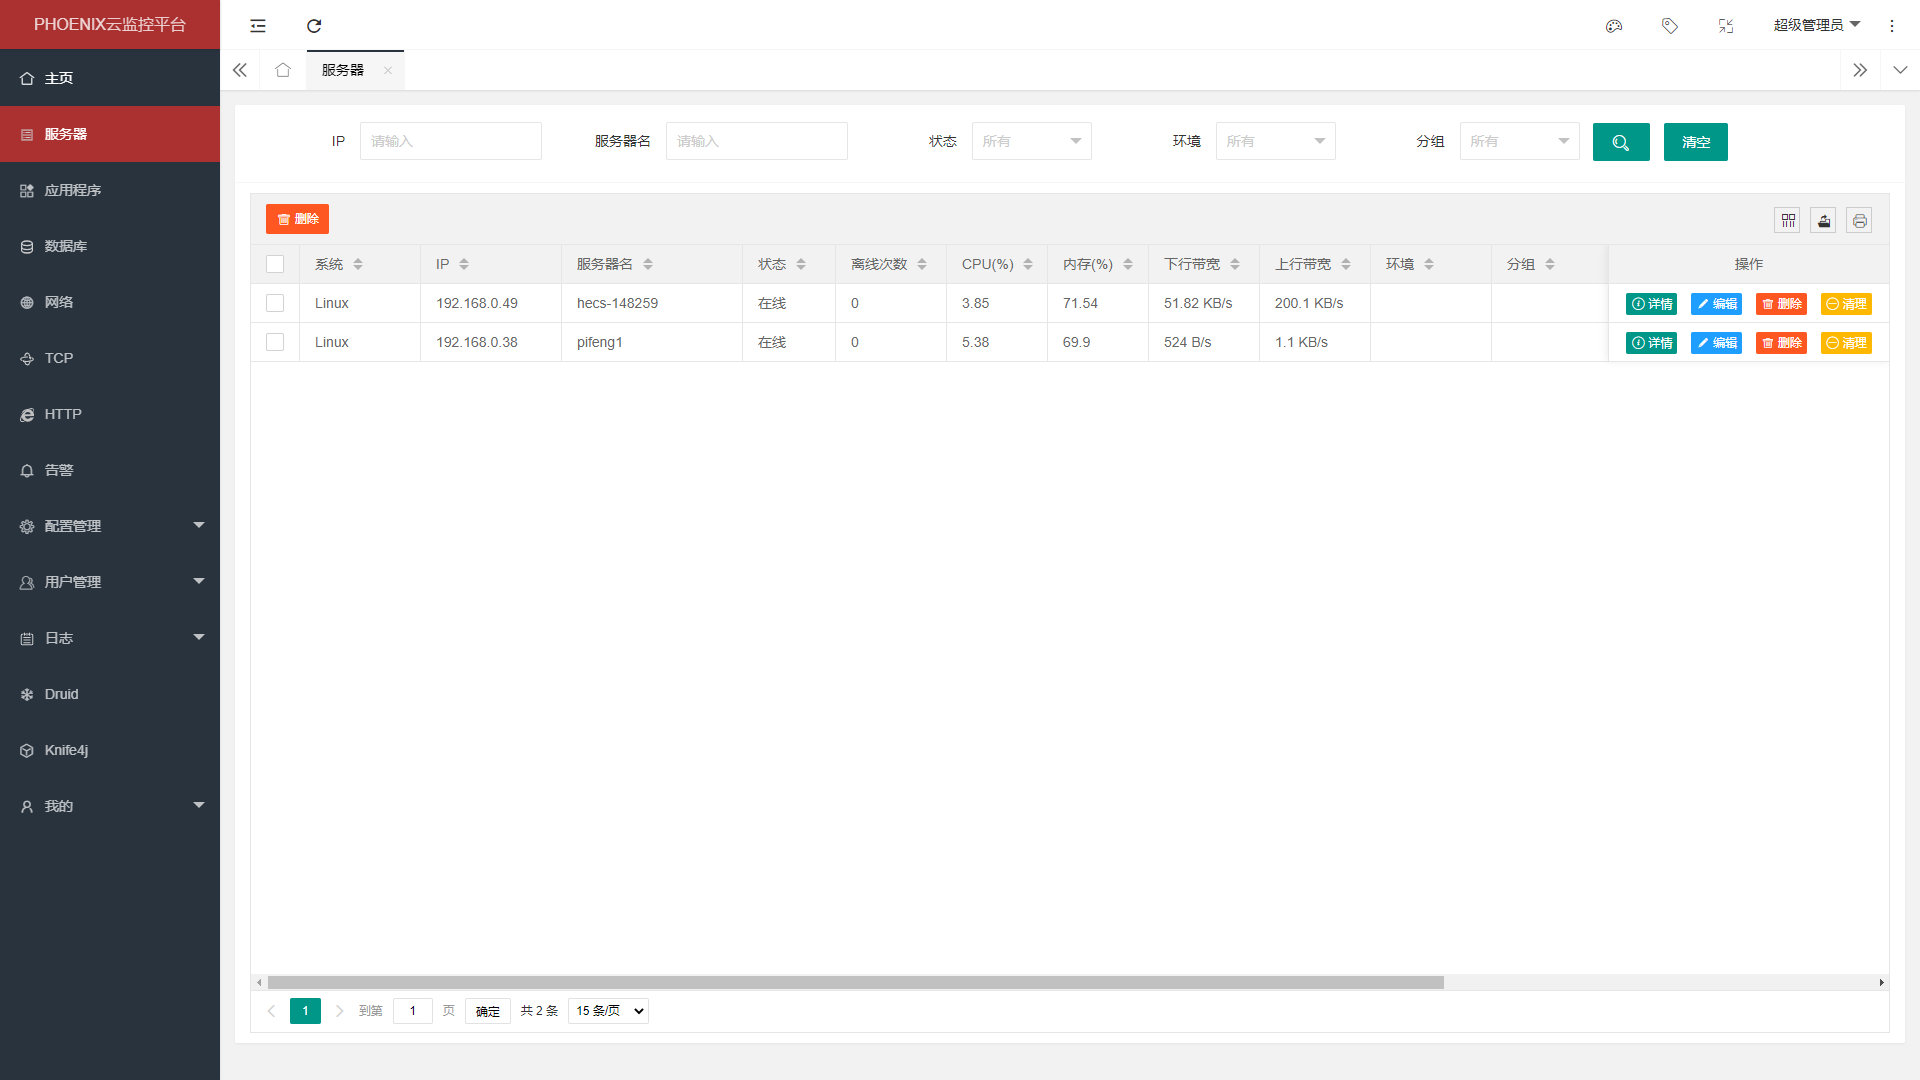 PHOENIX云监控平台
超级管理员
主页
服务器
应用程序
数据库
网络
TCP
HTTP
告警
配置管理
用户管理
日志
Druid
Knife4j
我的
服务器
IP 请输入 服务器名 请输入 状态 所有 环境 所有 分组 所有 清空
删除
系统 IP 服务器名 状态 离线次数 CPU(%) 内存(%) 下行带宽 上行带宽 环境 分组 操作
Linux 192.168.0.49 hecs-148259 在线 0 3.85 71.54 51.82 KB/s 200.1 KB/s 详情 编辑 删除 清理
Linux 192.168.0.38 pifeng1 在线 0 5.38 69.9 524 B/s 1.1 KB/s 详情 编辑 删除 清理
1 到第 1 页 确定 共 2 条 15 条/页